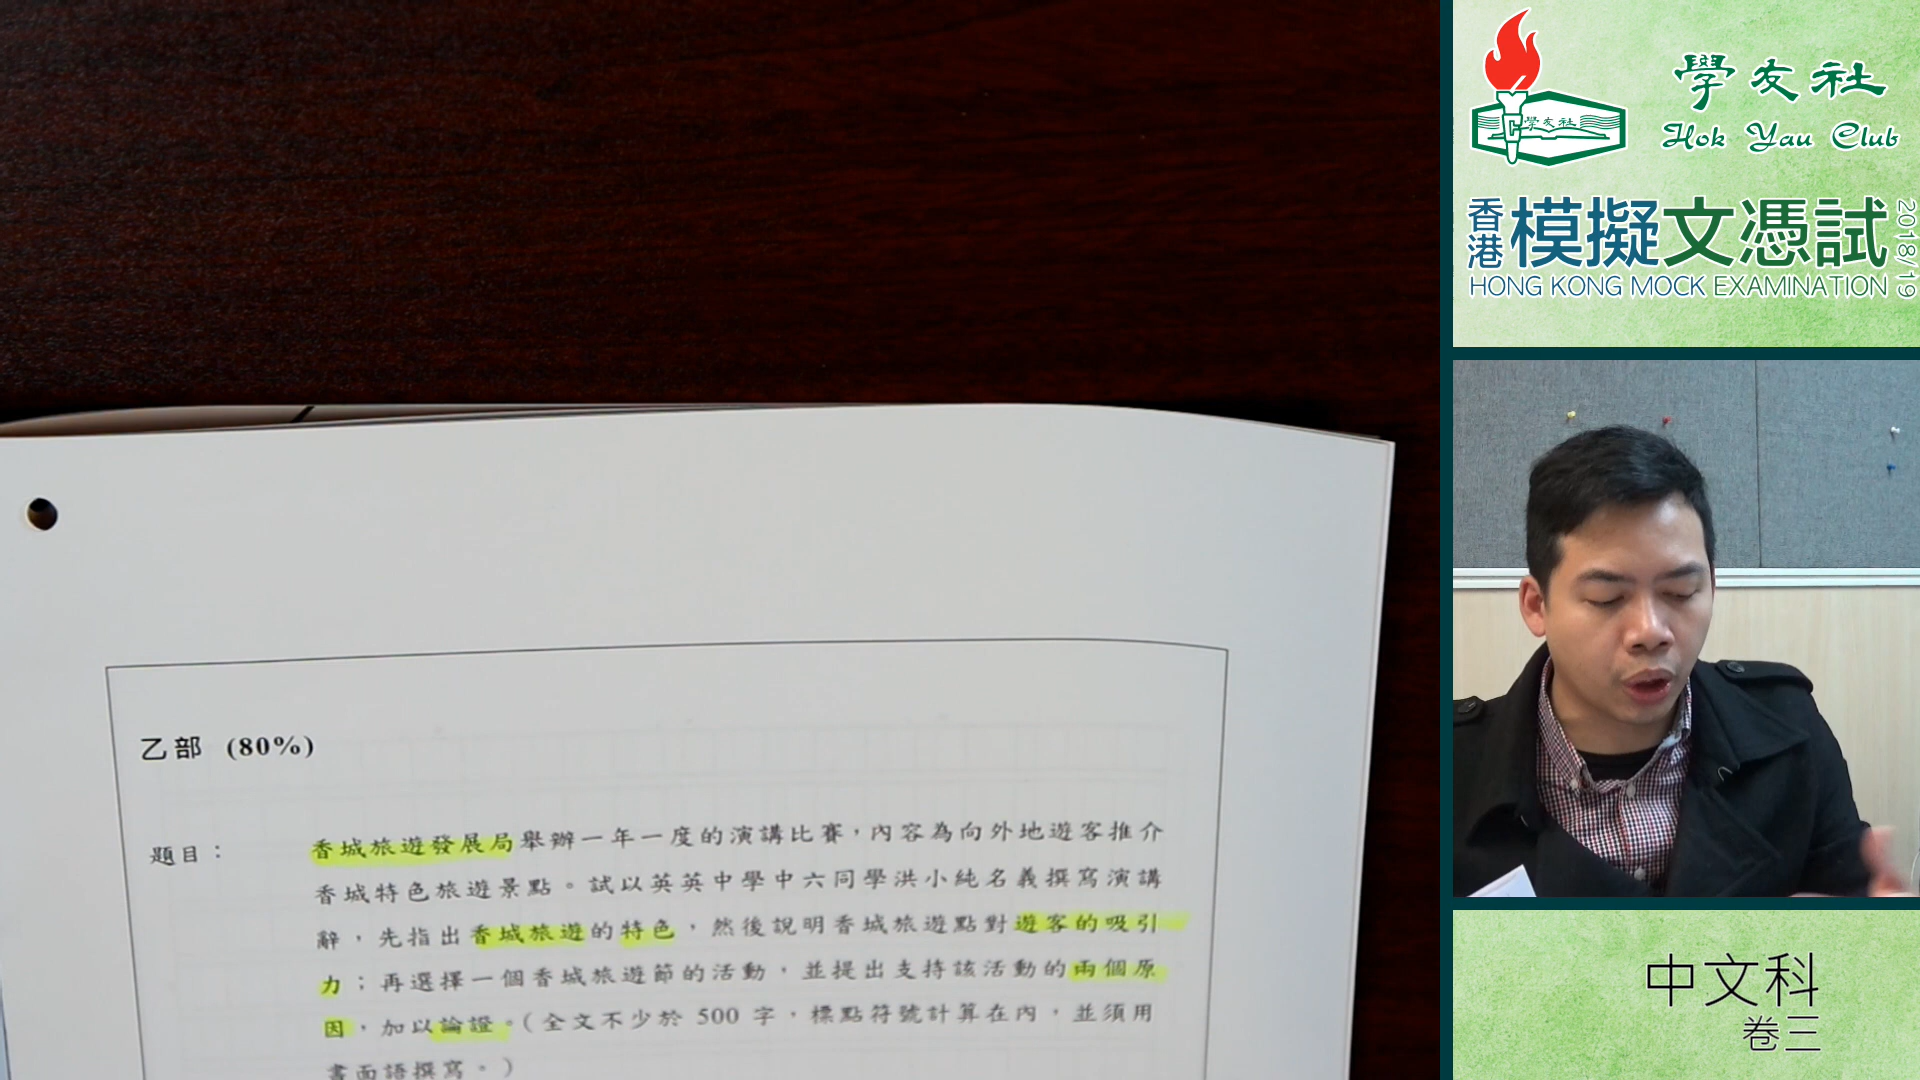 乙部 (80%)
題目： 香城旅遊發展局舉辦一年一度的演講比賽，內容為向外地遊客推介
香城特色旅遊景點。試以英英中學中六同學洪小純名義撰寫演講
辭，先指出香城旅遊的特色，然後說明香城旅遊點對遊客的吸引
力；再選擇一個香城旅遊節的活動，並提出支持該活動的兩個原
因，加以論證。（全文不少於 500 字，標點符號計算在內，並須用
書面語撰寫。）
學友社
學友社
Hok Yau Club
香港模擬文憑試
2018/19
HONG KONG MOCK EXAMINATION
中文科
卷三